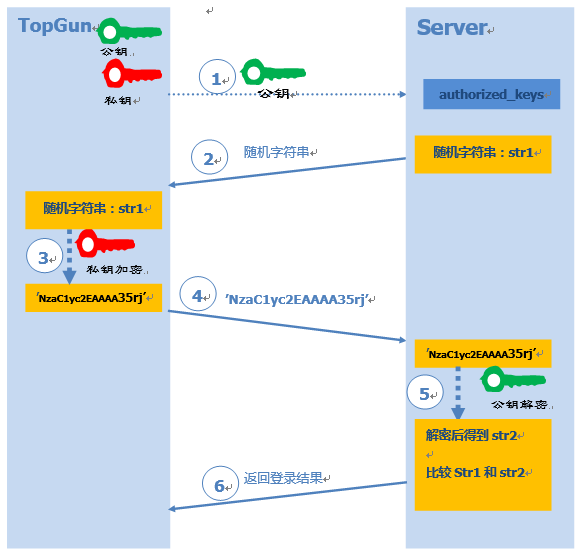 TopGun
公钥
私钥
Server
1
公钥
authorized_keys
2
随机字符串
随机字符串：str1
随机字符串：str1
3
私钥加密
'NzaC1yc2EAAAA35rj'
4
'NzaC1yc2EAAAA35rj'
'NzaC1yc2EAAAA35rj'
5
公钥解密
解密后得到 str2
比较 Str1 和 str2
6
返回登录结果